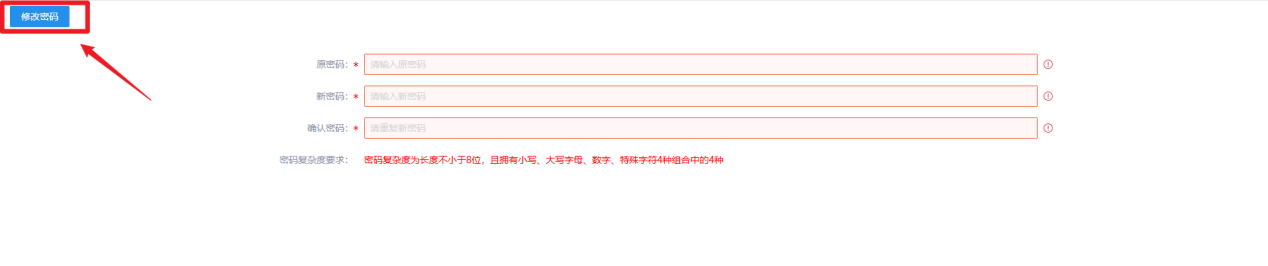 修改密码
原密码：* 请输入原密码
新密码：* 请输入新密码
确认密码：* 请重复新密码
密码复杂度要求： 密码复杂度为长度不小于8位，且拥有小写、大写字母、数字、特殊字符4种组合中的4种